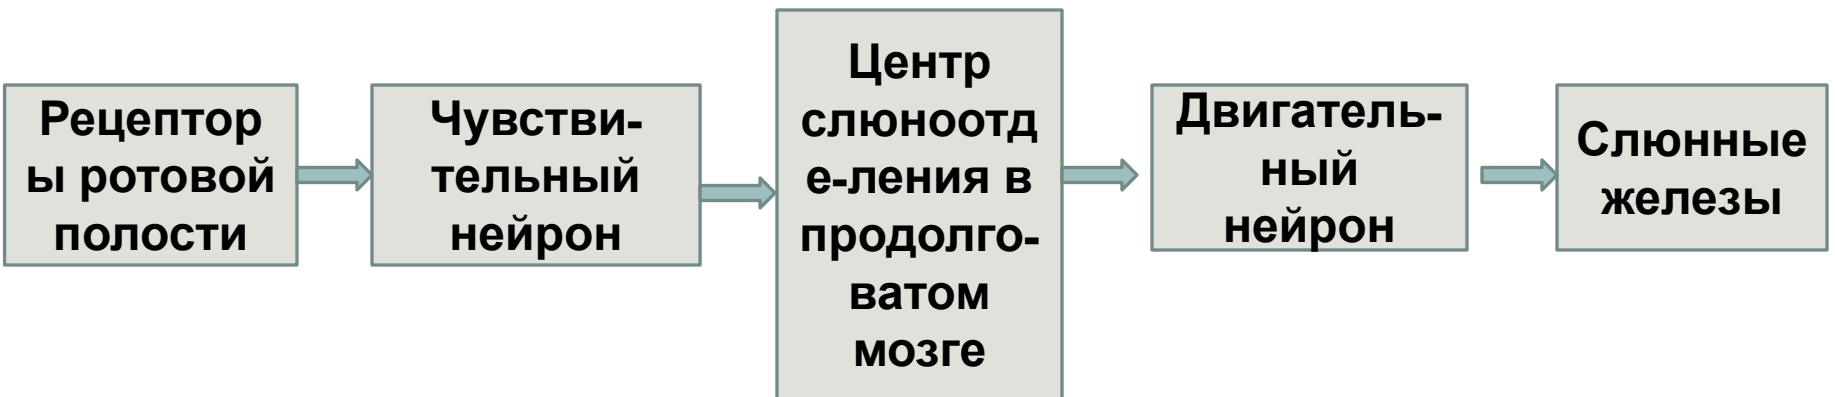 Рецептор
ы ротовой
полости
Чувстви-
тельный
нейрон
Центр
слюноотд
е-ления в
продолго-
ватом
мозге
Двигатель-
ный
нейрон
Слюнные
железы